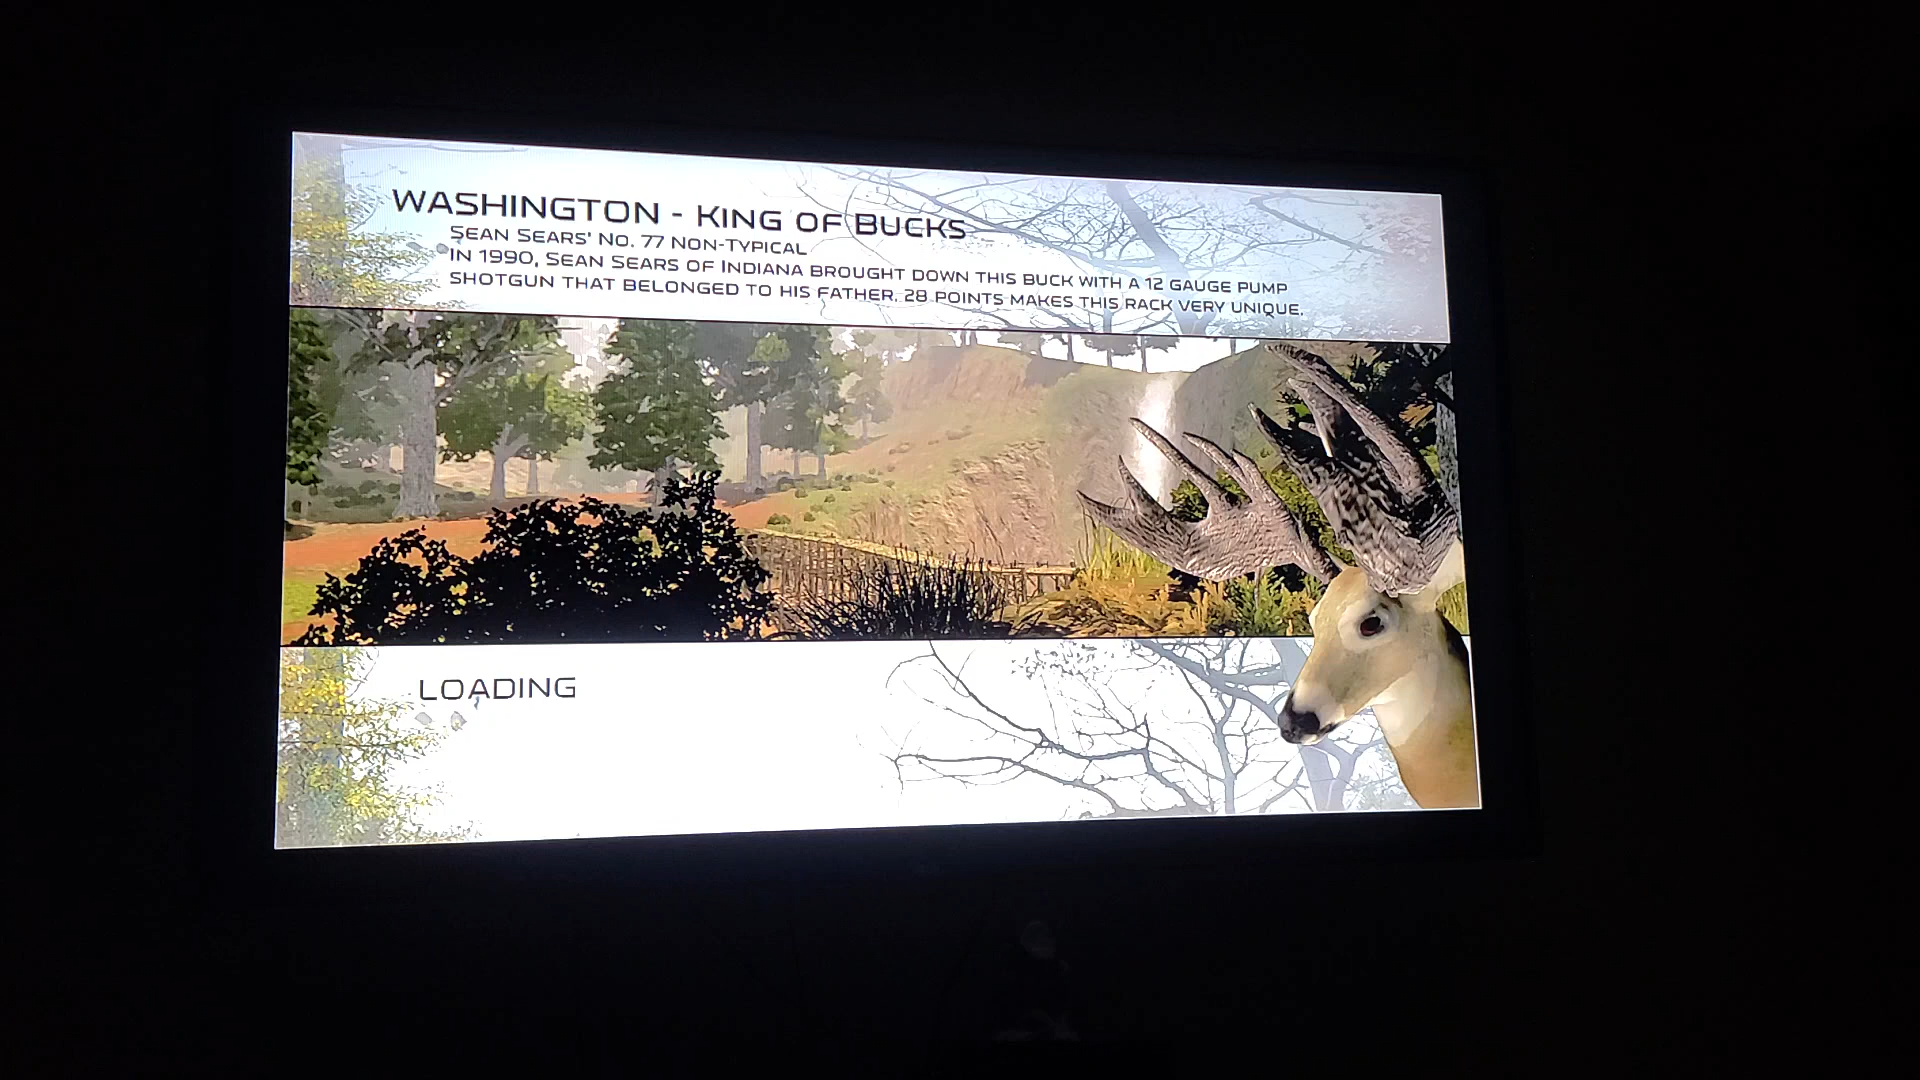 WASHINGTON - KING OF BUCKS
SEAN SEARS' NO. 77 NON-TYPICAL
IN 1990, SEAN SEARS OF INDIANA BROUGHT DOWN THIS BUCK WITH A 12 GAUGE PUMP
SHOTGUN THAT BELONGED TO HIS FATHER. 28 POINTS MAKES THIS RACK VERY UNIQUE.
LOADING